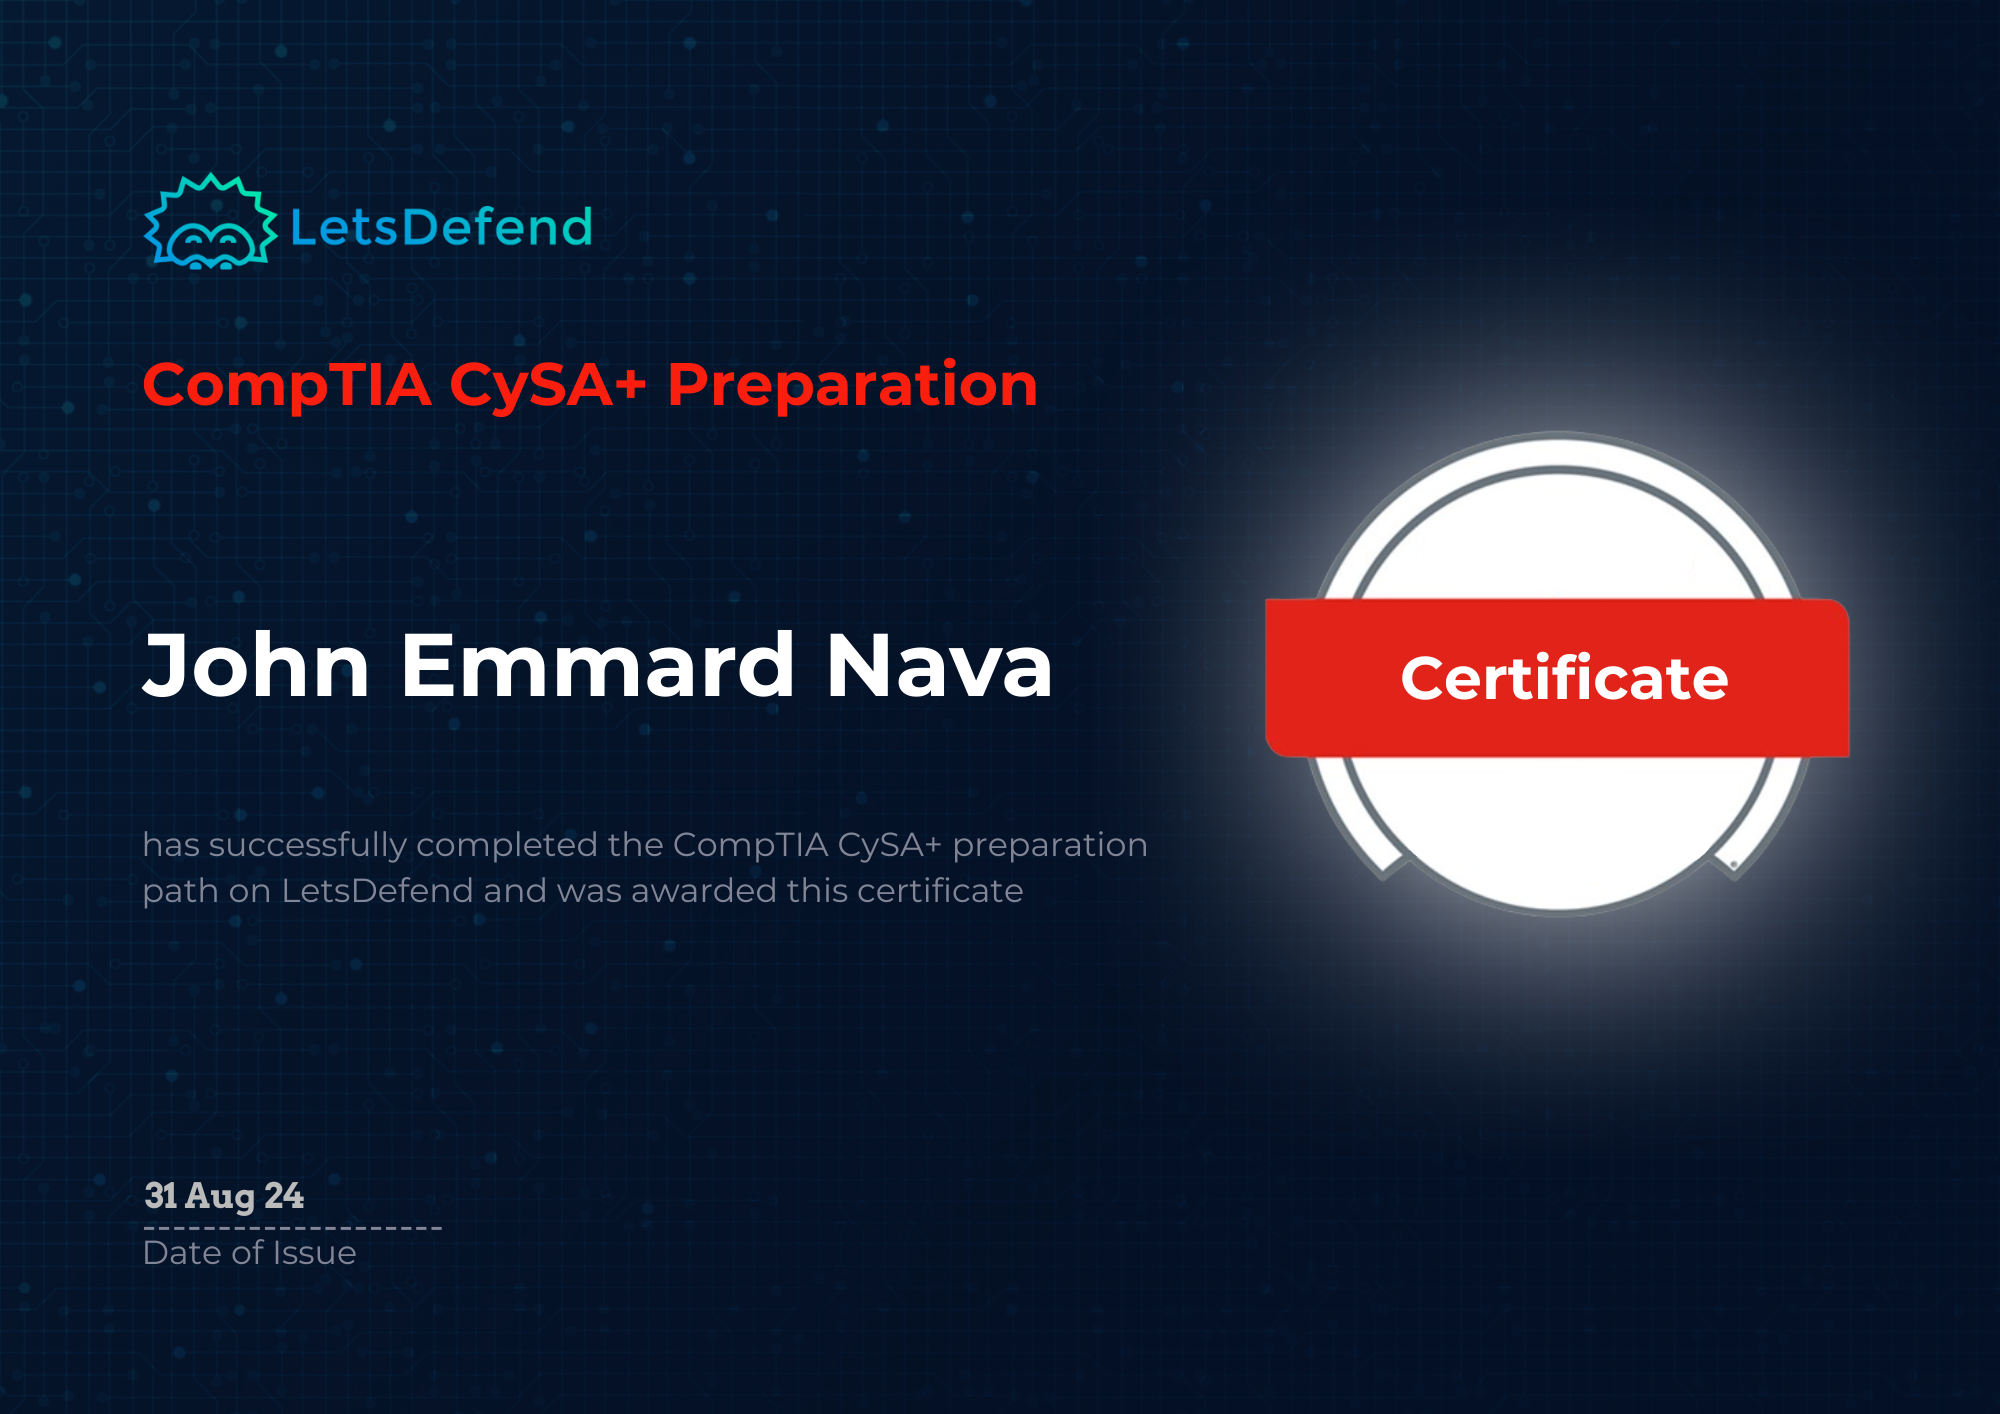 LetsDefend
CompTIA CySA+ Preparation
John Emmard Nava
Certificate
has successfully completed the CompTIA CySA+ preparation
path on LetsDefend and was awarded this certificate
31 Aug 24
--------------------
Date of Issue